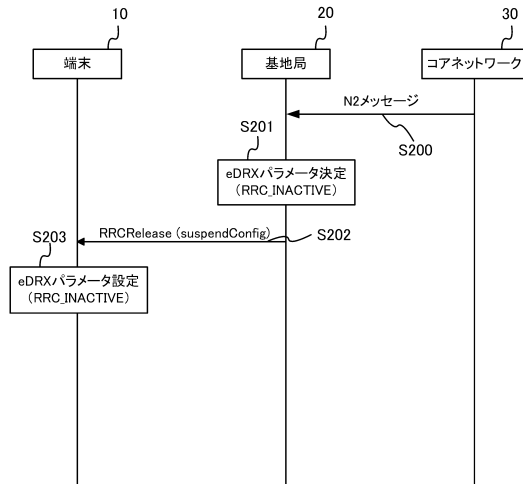 10
20
30
端末
基地局
コアネットワーク
N2メッセージ
S200
S201
eDRXパラメータ決定
(RRC_INACTIVE)
RRCRelease (suspendConfig)
S202
S203
eDRXパラメータ設定
(RRC_INACTIVE)